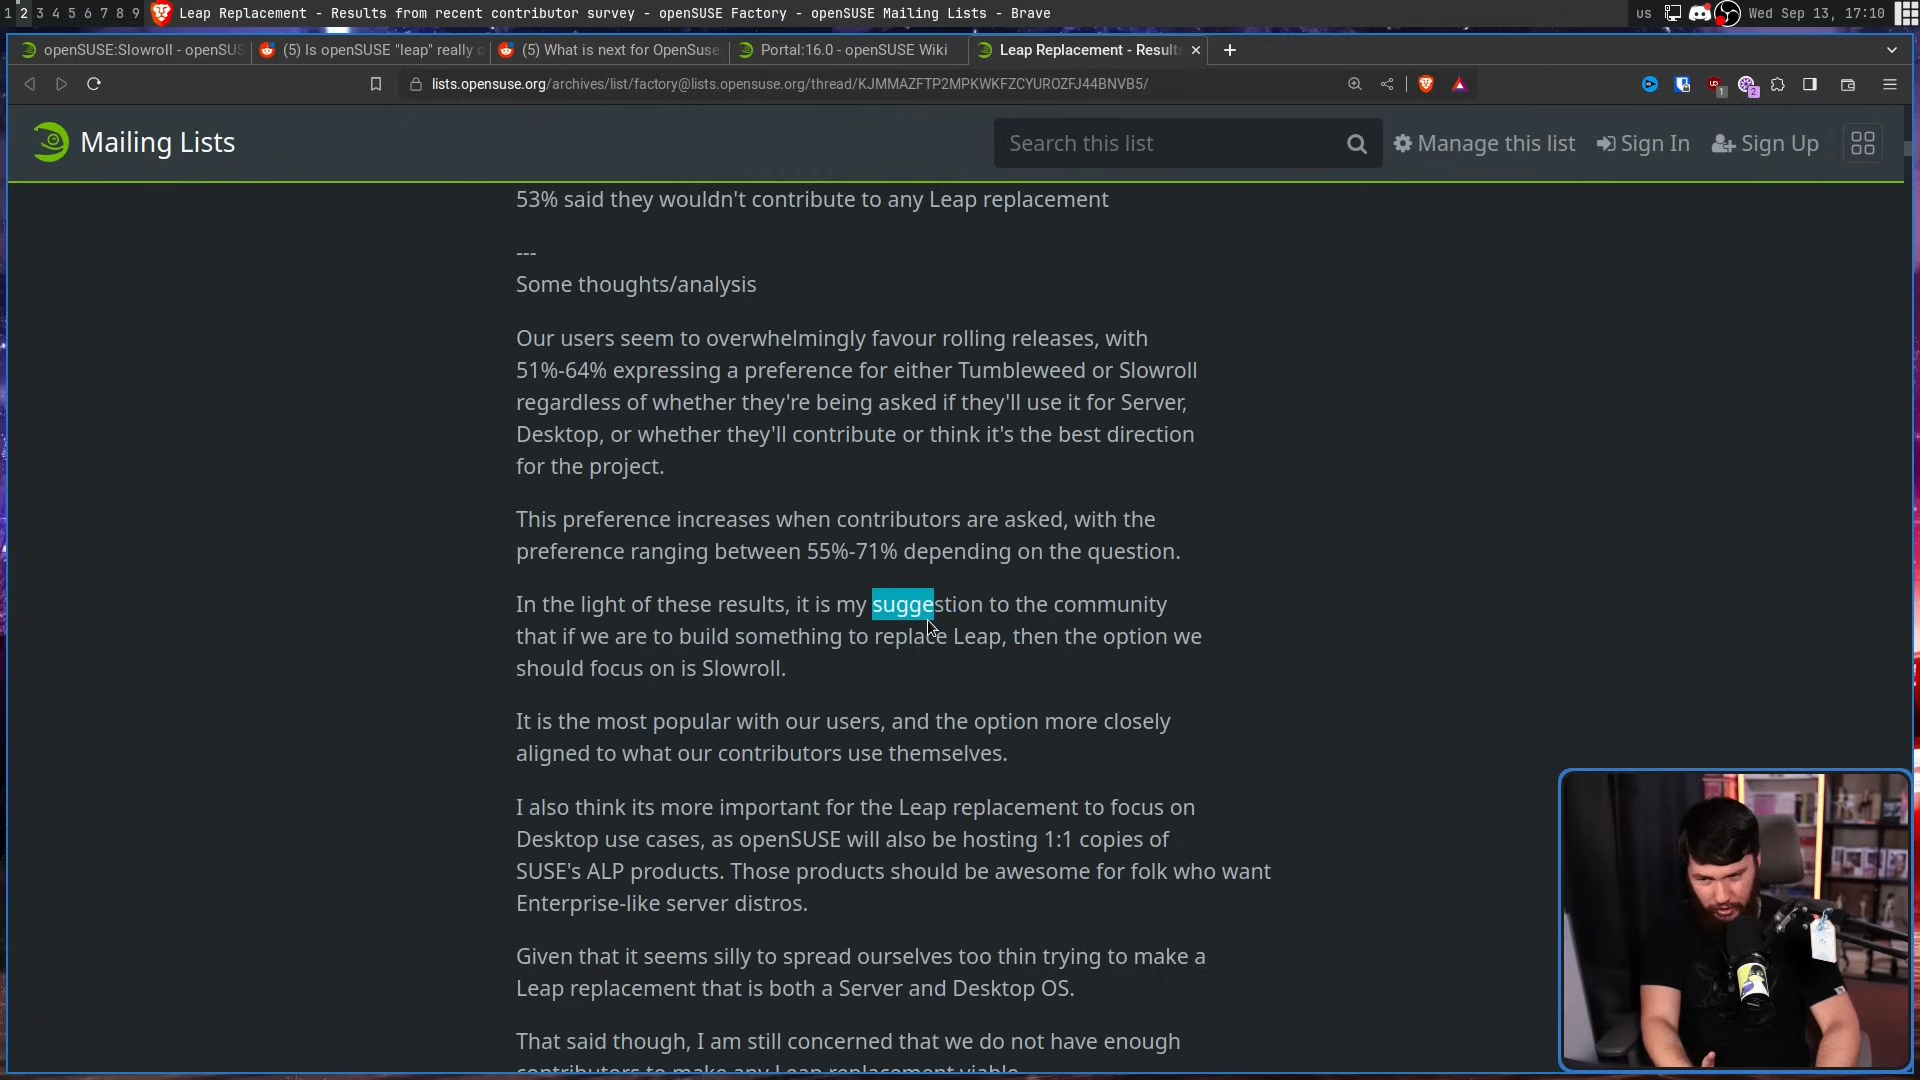 1 2 3 4 5 6 7 8 9 Leap Replacement - Results from recent contributor survey - openSUSE Factory - openSUSE Mailing Lists - Brave us Wed Sep 13, 17:10
openSUSE:Slowroll - openSUS (5) Is openSUSE "leap" really o (5) What is next for OpenSuse Portal:16.0 - openSUSE Wiki Leap Replacement - Result
lists.opensuse.org/archives/list/factory@lists.opensuse.org/thread/KJMMAZFTP2MPKWKFZCYUROZFJ44BNVB5/
Mailing Lists Search this list Manage this list Sign In Sign Up
53% said they wouldn't contribute to any Leap replacement
---
Some thoughts/analysis
Our users seem to overwhelmingly favour rolling releases, with
51%-64% expressing a preference for either Tumbleweed or Slowroll
regardless of whether they're being asked if they'll use it for Server,
Desktop, or whether they'll contribute or think it's the best direction
for the project.
This preference increases when contributors are asked, with the
preference ranging between 55%-71% depending on the question.
In the light of these results, it is my suggestion to the community
that if we are to build something to replace Leap, then the option we
should focus on is Slowroll.
It is the most popular with our users, and the option more closely
aligned to what our contributors use themselves.
I also think its more important for the Leap replacement to focus on
Desktop use cases, as openSUSE will also be hosting 1:1 copies of
SUSE's ALP products. Those products should be awesome for folk who want
Enterprise-like server distros.
Given that it seems silly to spread ourselves too thin trying to make a
Leap replacement that is both a Server and Desktop OS.
That said though, I am still concerned that we do not have enough
contributors to make any Leap replacement viable